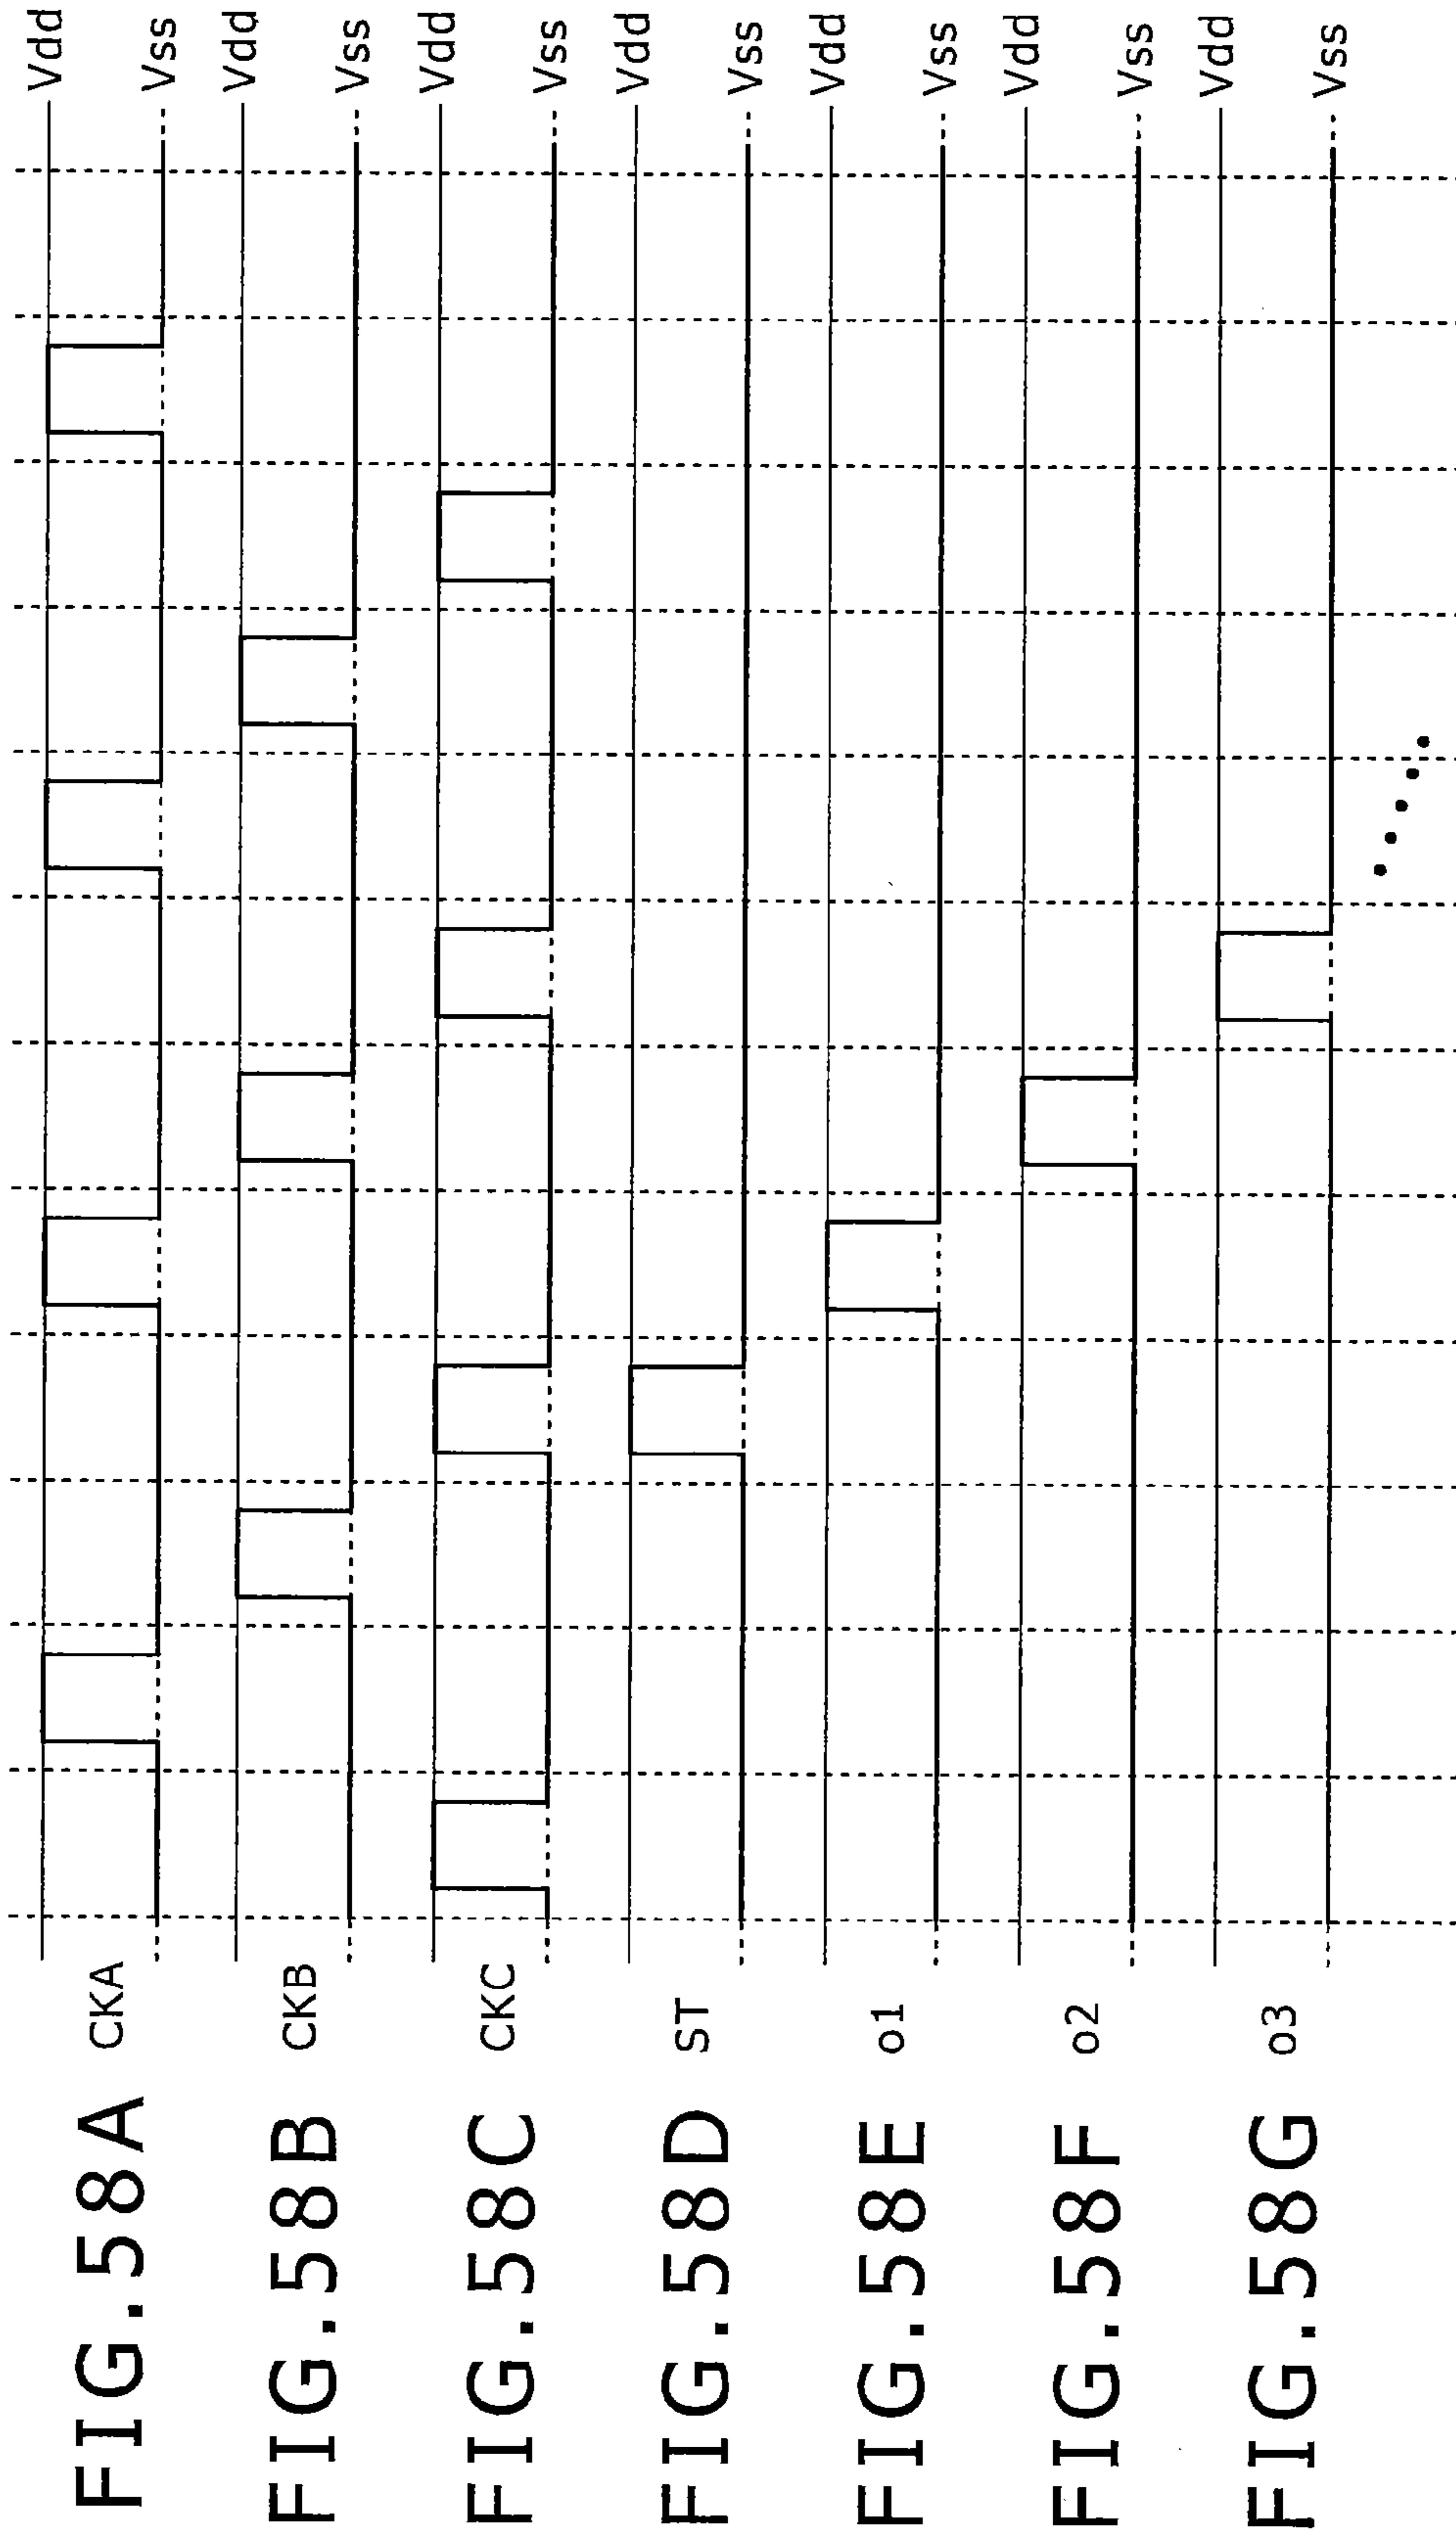 FIG.58A CKA Vdd Vss
FIG.58B CKB Vdd Vss
FIG.58C CKC Vdd Vss
FIG.58D ST Vdd Vss
FIG.58E o1 Vdd Vss
FIG.58F o2 Vdd Vss
FIG.58G o3 Vdd Vss